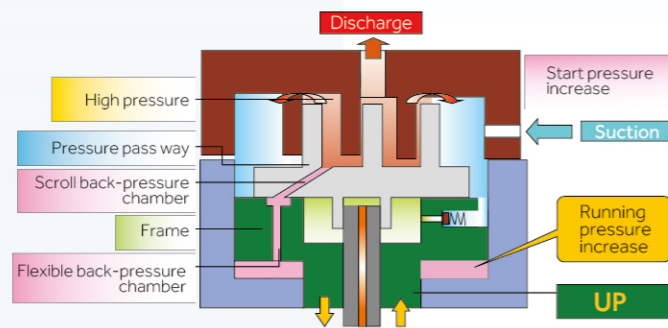 Discharge
High pressure
Pressure pass way
Scroll back-pressure
chamber
Frame
Flexible back-pressure
chamber
Start pressure
increase
Suction
Running
pressure
increase
UP